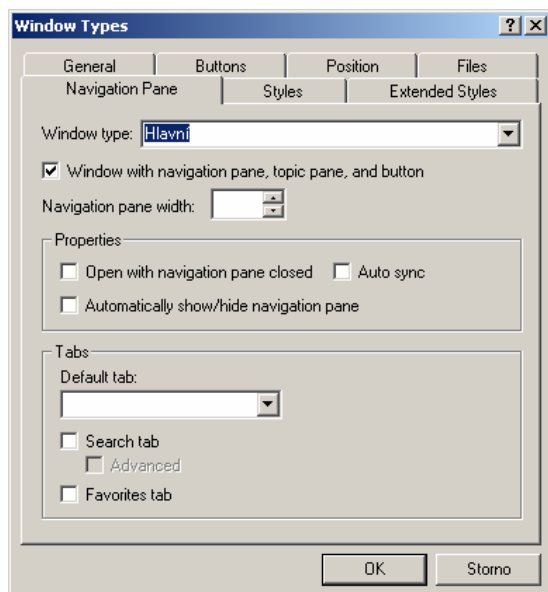 Window Types
General Buttons Position Files
Navigation Pane Styles Extended Styles
Window type: Hlavní
Window with navigation pane, topic pane, and button
Navigation pane width:
Properties
Open with navigation pane closed Auto sync
Automatically show/hide navigation pane
Tabs
Default tab:
Search tab
Advanced
Favorites tab
OK Storno